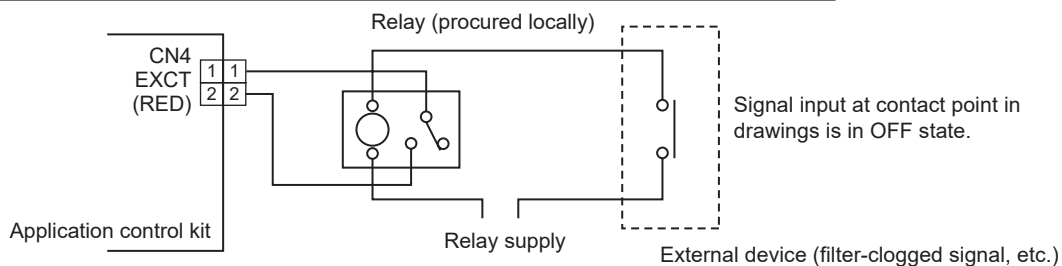 Relay (procured locally)
CN4
EXCT
(RED)
1 1
2 2
Signal input at contact point in
drawings is in OFF state.
Application control kit
Relay supply
External device (filter-clogged signal, etc.)